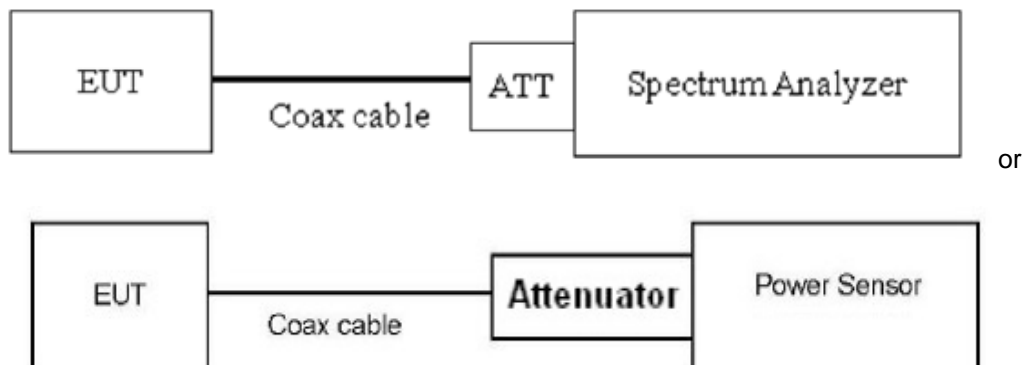 EUT
Coax cable
ATT
Spectrum Analyzer
or
EUT
Coax cable
Attenuator
Power Sensor